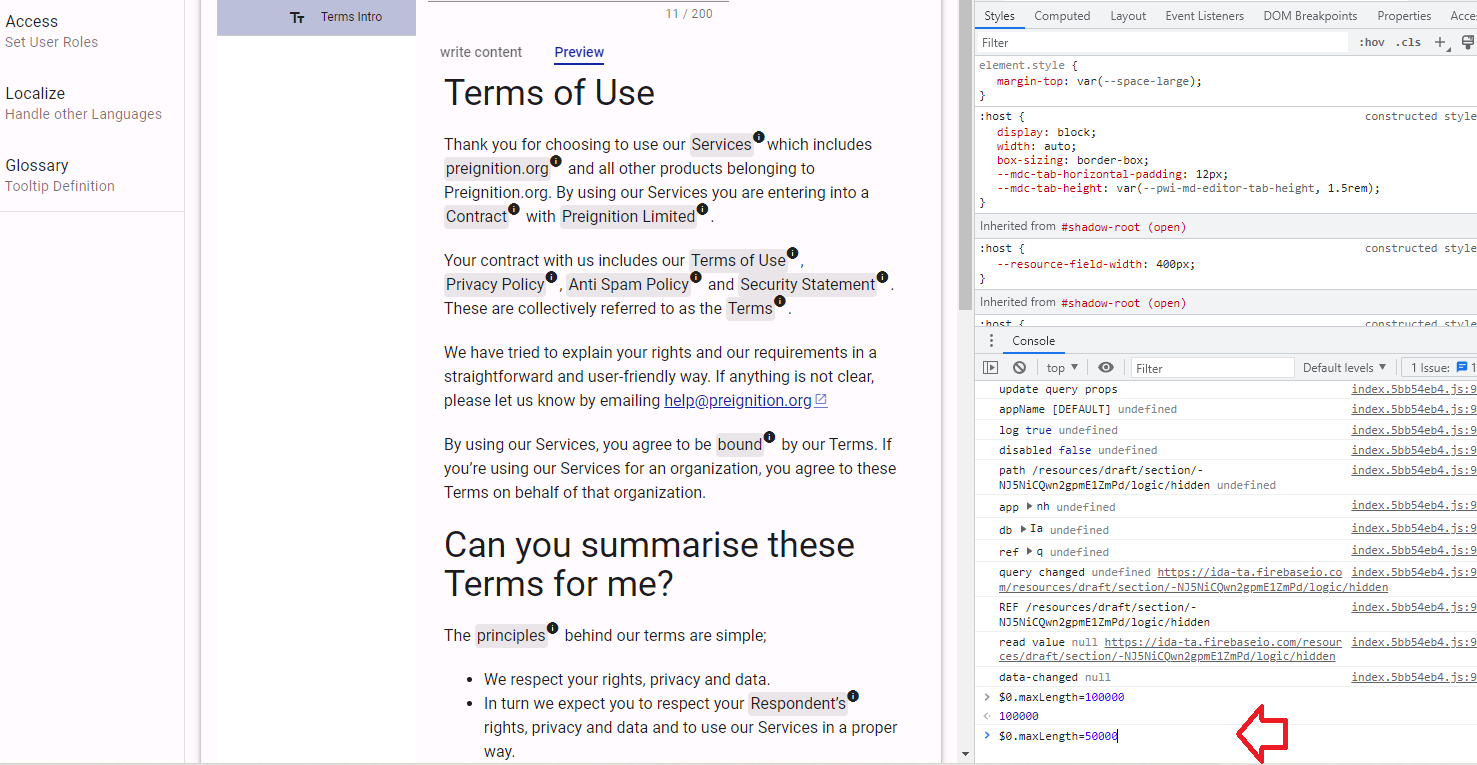 Access
Set User Roles
Localize
Handle other Languages
Glossary
Tooltip Definition
Terms Intro
11 / 200
write content Preview
Terms of Use
Thank you for choosing to use our Services which includes
preignition.org and all other products belonging to
Preignition.org. By using our Services you are entering into a
Contract with Preignition Limited .
Your contract with us includes our Terms of Use ,
Privacy Policy , Anti Spam Policy and Security Statement .
These are collectively referred to as the Terms .
We have tried to explain your rights and our requirements in a
straightforward and user-friendly way. If anything is not clear,
please let us know by emailing help@preignition.org
By using our Services, you agree to be bound by our Terms. If
you’re using our Services for an organization, you agree to these
Terms on behalf of that organization.
Can you summarise these
Terms for me?
The principles behind our terms are simple;
• We respect your rights, privacy and data.
• In turn we expect you to respect your Respondent’s
rights, privacy and data and to use our Services in a proper
way.
Styles Computed Layout Event Listeners DOM Breakpoints Properties Acce
Filter :hov .cls +
element.style {
margin-top: var(--space-large);
}
:host { constructed style
display: block;
width: auto;
box-sizing: border-box;
--mdc-tab-horizontal-padding: 12px;
--mdc-tab-height: var(--pwi-md-editor-tab-height, 1.5rem);
}
Inherited from #shadow-root (open)
:host { constructed style
--resource-field-width: 400px;
}
Inherited from #shadow-root (open)
:host { constructed style
Console
top Filter Default levels 1 Issue: 1
update query props index.5bb54eb4.js:9
appName [DEFAULT] undefined index.5bb54eb4.js:9
log true undefined index.5bb54eb4.js:9
disabled false undefined index.5bb54eb4.js:9
path /resources/draft/section/- index.5bb54eb4.js:9
NJ5NiCQwn2gpmE1ZmPd/logic/hidden undefined
app nh undefined index.5bb54eb4.js:9
db Ia undefined index.5bb54eb4.js:9
ref q undefined index.5bb54eb4.js:9
query changed undefined https://ida-ta.firebaseio.co index.5bb54eb4.js:9
m/resources/draft/section/-NJ5NiCQwn2gpmE1ZmPd/logic/hidden
REF /resources/draft/section/- index.5bb54eb4.js:9
NJ5NiCQwn2gpmE1ZmPd/logic/hidden
read value null https://ida-ta.firebaseio.com/resour index.5bb54eb4.js:9
ces/draft/section/-NJ5NiCQwn2gpmE1ZmPd/logic/hidden
data-changed null index.5bb54eb4.js:9
> $0.maxLength=100000
100000
> $0.maxLength=50000